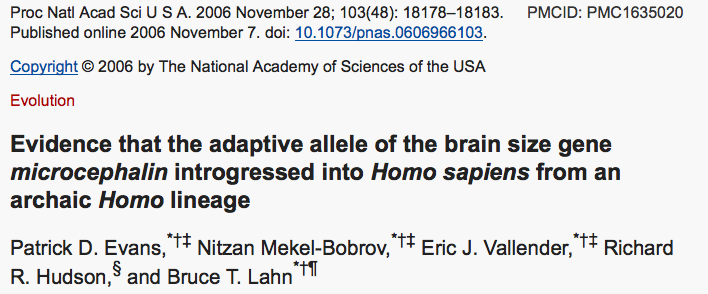 Proc Natl Acad Sci U S A. 2006 November 28; 103(48): 18178–18183. PMCID: PMC1635020
Published online 2006 November 7. doi: 10.1073/pnas.0606966103.
Copyright © 2006 by The National Academy of Sciences of the USA
Evolution
Evidence that the adaptive allele of the brain size gene
microcephalin introgressed into Homo sapiens from an
archaic Homo lineage
Patrick D. Evans,*†‡ Nitzan Mekel-Bobrov,*†‡ Eric J. Vallender,*†‡ Richard
R. Hudson,§ and Bruce T. Lahn*†¶